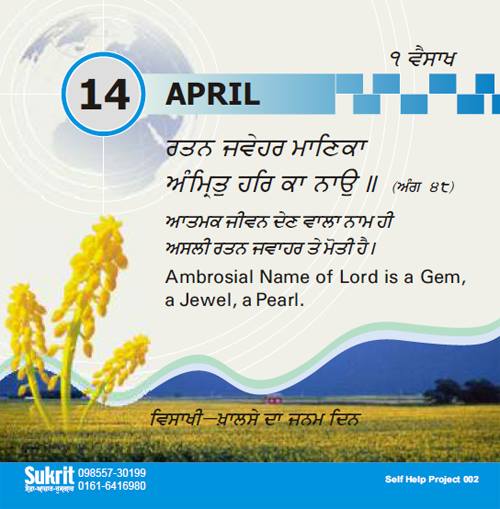 ੧ ਵੈਸਾਖ
14 APRIL
ਰਤਨ ਜਵੇਹਰ ਮਾਣਿਕਾ
ਅੰਮ੍ਰਿਤੁ ਹਰਿ ਕਾ ਨਾਉ ॥ (ਅੰਗ ੪੮)
ਆਤਮਕ ਜੀਵਨ ਦੇਣ ਵਾਲਾ ਨਾਮ ਹੀ
ਅਸਲੀ ਰਤਨ ਜਵਾਹਰ ਤੇ ਮੋਤੀ ਹੈ।
Ambrosial Name of Lord is a Gem,
a Jewel, a Pearl.
ਵਿਸਾਖੀ–ਖ਼ਾਲਸੇ ਦਾ ਜਨਮ ਦਿਨ
Sukrit 098557-30199
0161-6416980
Self Help Project 002